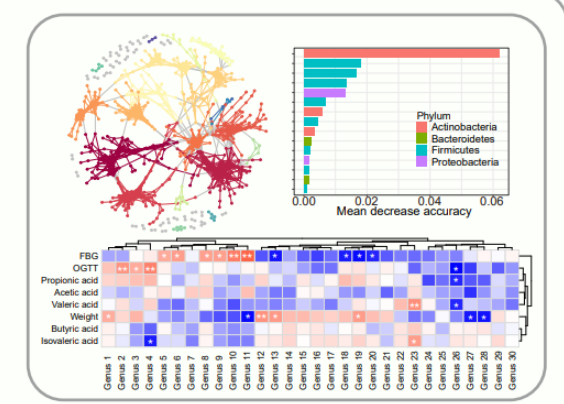 Phylum
Actinobacteria
Bacteroidetes
Firmicutes
Proteobacteria
0.00 0.02 0.04 0.06
Mean decrease accuracy
FBG
OGTT
Propionic acid
Acetic acid
Valeric acid
Weight
Butyric acid
Isovaleric acid
Genus 1
Genus 2
Genus 3
Genus 4
Genus 5
Genus 6
Genus 7
Genus 8
Genus 9
Genus 10
Genus 11
Genus 12
Genus 13
Genus 14
Genus 15
Genus 16
Genus 17
Genus 18
Genus 19
Genus 20
Genus 21
Genus 22
Genus 23
Genus 24
Genus 25
Genus 26
Genus 27
Genus 28
Genus 29
Genus 30